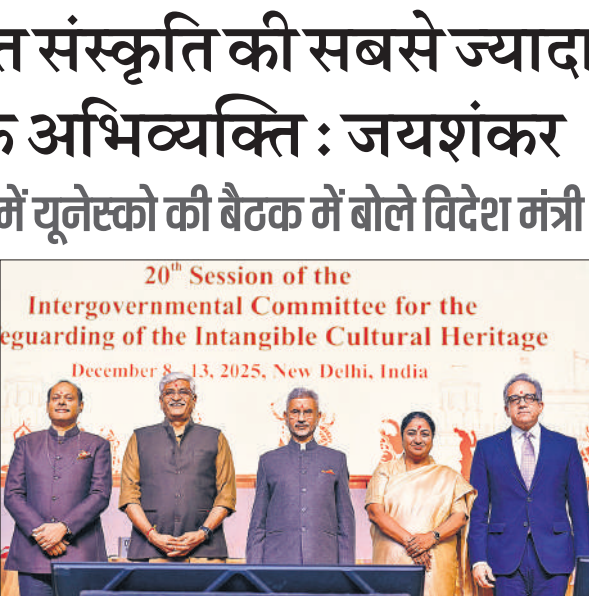 त संस्कृति की सबसे ज्यादा
अभिव्यक्ति : जयशंकर
में यूनेस्को की बैठक में बोले विदेश मंत्री
20th Session of the
Intergovernmental Committee for the
eguarding of the Intangible Cultural Heritage
December 8 - 13, 2025, New Delhi, India